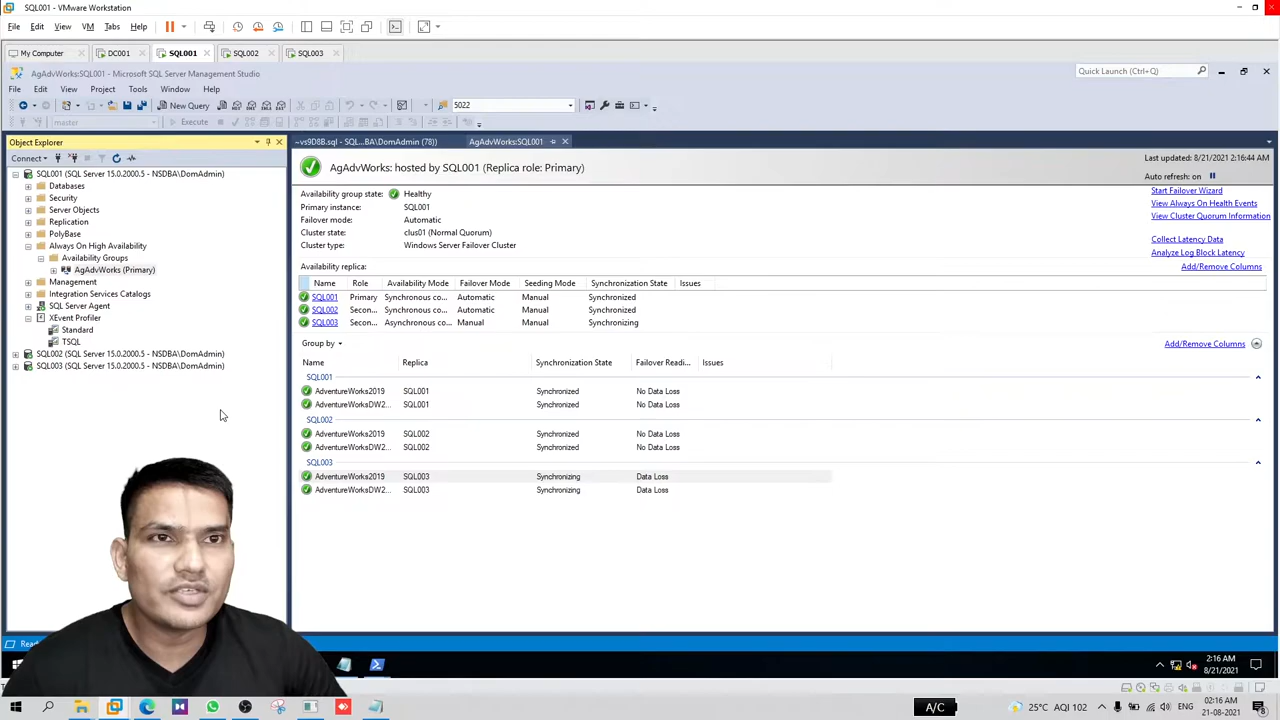 SQL001 - VMware Workstation
File Edit View VM Tabs Help
My Computer DC001 SQL001 SQL002 SQL003
AgAdvWorks:SQL001 - Microsoft SQL Server Management Studio
Quick Launch (Ctrl+Q)
File Edit View Project Tools Window Help
New Query 5022
master Execute
Object Explorer
~vs9D8B.sql - SQL...BA\DomAdmin (78)) AgAdvWorks:SQL001
Connect
SQL001 (SQL Server 15.0.2000.5 - NSDBA\DomAdmin)
Databases
Security
Server Objects
Replication
PolyBase
Always On High Availability
Availability Groups
AgAdvWorks (Primary)
Management
Integration Services Catalogs
SQL Server Agent
XEvent Profiler
Standard
TSQL
SQL002 (SQL Server 15.0.2000.5 - NSDBA\DomAdmin)
SQL003 (SQL Server 15.0.2000.5 - NSDBA\DomAdmin)
AgAdvWorks: hosted by SQL001 (Replica role: Primary)
Last updated: 8/21/2021 2:16:44 AM
Auto refresh: on
Availability group state: Healthy
Primary instance: SQL001
Failover mode: Automatic
Cluster state: clus01 (Normal Quorum)
Cluster type: Windows Server Failover Cluster
Start Failover Wizard
View Always On Health Events
View Cluster Quorum Information
Collect Latency Data
Analyze Log Block Latency
Availability replica: Add/Remove Columns
Name Role Availability Mode Failover Mode Seeding Mode Synchronization State Issues
SQL001 Primary Synchronous co... Automatic Manual Synchronized
SQL002 Secon... Synchronous co... Automatic Manual Synchronized
SQL003 Secon... Asynchronous co... Manual Manual Synchronizing
Group by Add/Remove Columns
Name Replica Synchronization State Failover Readi... Issues
SQL001
AdventureWorks2019 SQL001 Synchronized No Data Loss
AdventureWorksDW2... SQL001 Synchronized No Data Loss
SQL002
AdventureWorks2019 SQL002 Synchronized No Data Loss
AdventureWorksDW2... SQL002 Synchronized No Data Loss
SQL003
AdventureWorks2019 SQL003 Synchronizing Data Loss
AdventureWorksDW2... SQL003 Synchronizing Data Loss
2:16 AM
8/21/2021
A/C 25°C AQI 102 ENG 02:16 AM
21-08-2021